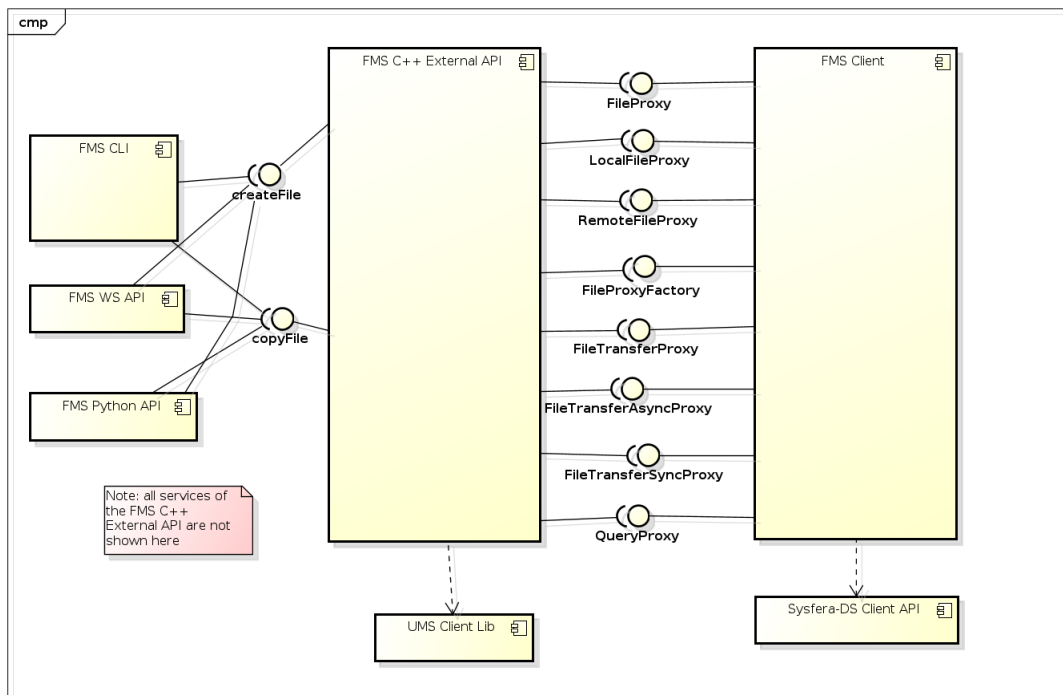 cmp
FMS C++ External API
FMS Client
FileProxy
FMS CLI
LocalFileProxy
createFile
RemoteFileProxy
FMS WS API
FileProxyFactory
copyFile
FileTransferProxy
FMS Python API
FileTransferAsyncProxy
FileTransferSyncProxy
Note: all services of
the FMS C++
External API are not
shown here
QueryProxy
UMS Client Lib
Sysfera-DS Client API